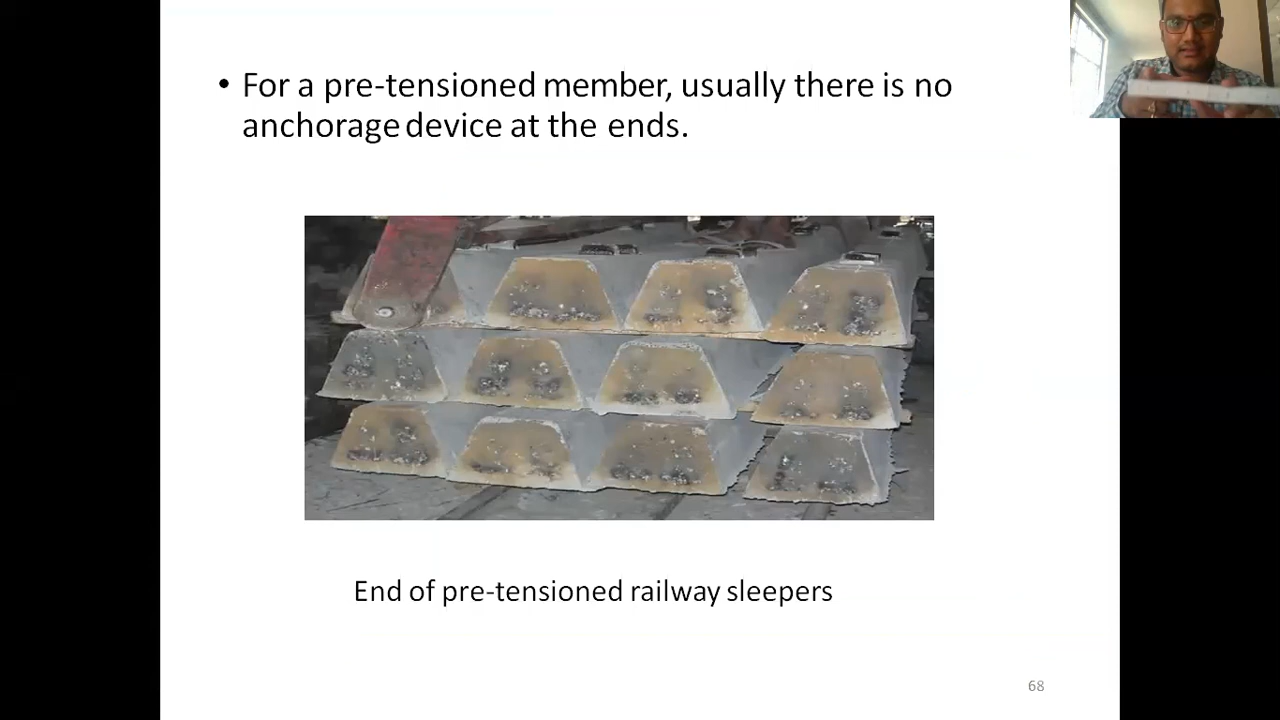 • For a pre-tensioned member, usually there is no
anchorage device at the ends.
End of pre-tensioned railway sleepers
68